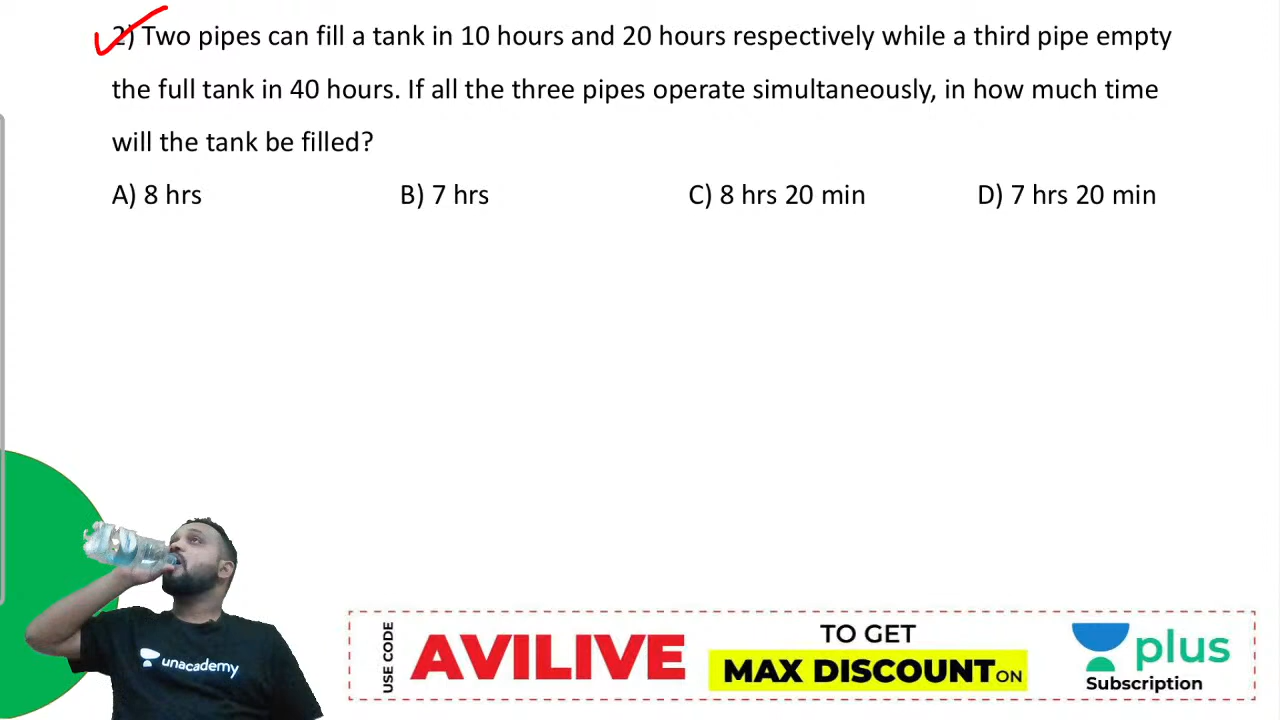 2) Two pipes can fill a tank in 10 hours and 20 hours respectively while a third pipe empty
the full tank in 40 hours. If all the three pipes operate simultaneously, in how much time
will the tank be filled?
A) 8 hrs B) 7 hrs C) 8 hrs 20 min D) 7 hrs 20 min
unacademy
USE CODE
AVILIVE
TO GET
MAX DISCOUNT ON
plus
Subscription